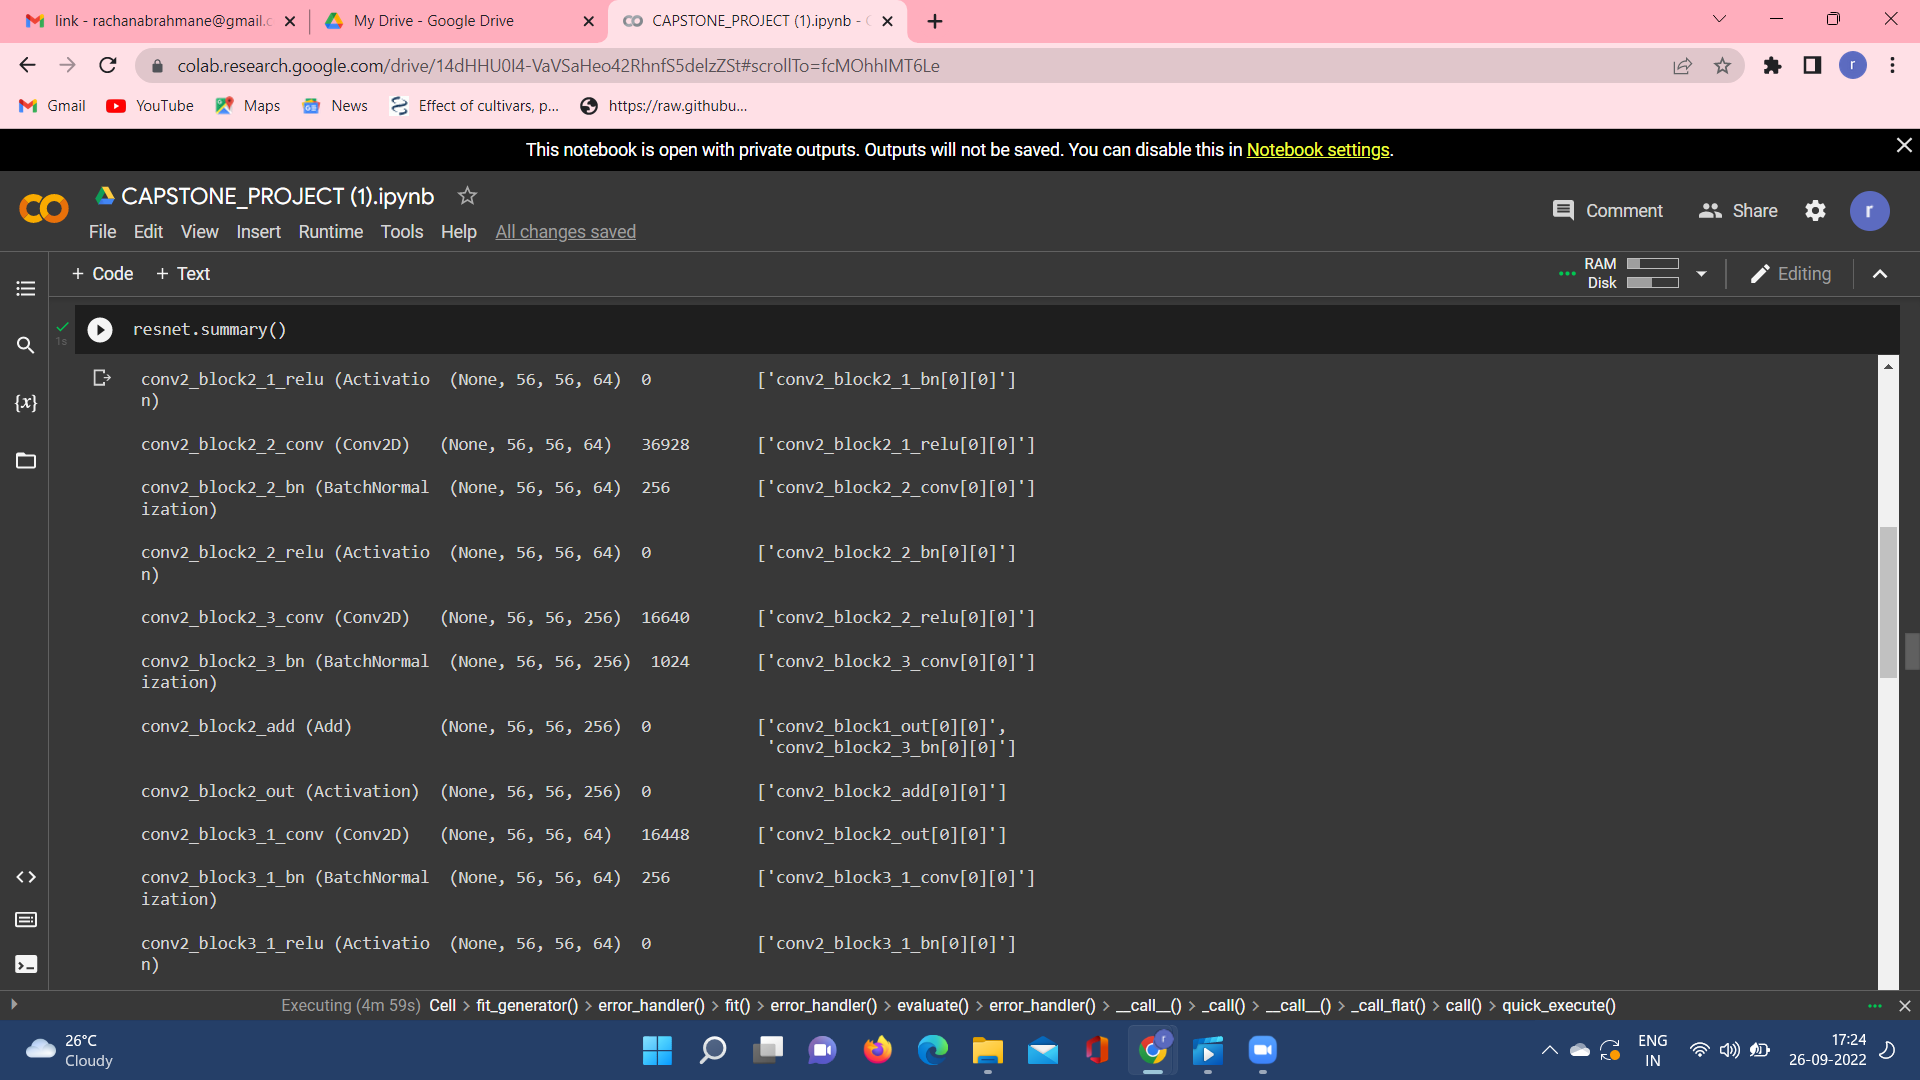 link - rachanabrahmane@gmail.c
My Drive - Google Drive
CAPSTONE_PROJECT (1).ipynb -
colab.research.google.com/drive/14dHHU0I4-VaVSaHeo42RhnfS5delzZSt#scrollTo=fcMOhhIMT6Le
r
Gmail
YouTube
Maps
News
Effect of cultivars, p...
https://raw.githubu...
This notebook is open with private outputs. Outputs will not be saved. You can disable this in Notebook settings.
CAPSTONE_PROJECT (1).ipynb
Comment
Share
r
File Edit View Insert Runtime Tools Help All changes saved
+ Code + Text
RAM
Disk
Editing
1s
resnet.summary()
{x}
conv2_block2_1_relu (Activatio (None, 56, 56, 64) 0 ['conv2_block2_1_bn[0][0]']
n)
conv2_block2_2_conv (Conv2D) (None, 56, 56, 64) 36928 ['conv2_block2_1_relu[0][0]']
conv2_block2_2_bn (BatchNormal (None, 56, 56, 64) 256 ['conv2_block2_2_conv[0][0]']
ization)
conv2_block2_2_relu (Activatio (None, 56, 56, 64) 0 ['conv2_block2_2_bn[0][0]']
n)
conv2_block2_3_conv (Conv2D) (None, 56, 56, 256) 16640 ['conv2_block2_2_relu[0][0]']
conv2_block2_3_bn (BatchNormal (None, 56, 56, 256) 1024 ['conv2_block2_3_conv[0][0]']
ization)
conv2_block2_add (Add) (None, 56, 56, 256) 0 ['conv2_block1_out[0][0]',
'conv2_block2_3_bn[0][0]']
conv2_block2_out (Activation) (None, 56, 56, 256) 0 ['conv2_block2_add[0][0]']
conv2_block3_1_conv (Conv2D) (None, 56, 56, 64) 16448 ['conv2_block2_out[0][0]']
conv2_block3_1_bn (BatchNormal (None, 56, 56, 64) 256 ['conv2_block3_1_conv[0][0]']
ization)
conv2_block3_1_relu (Activatio (None, 56, 56, 64) 0 ['conv2_block3_1_bn[0][0]']
n)
Executing (4m 59s) Cell > fit_generator() > error_handler() > fit() > error_handler() > evaluate() > error_handler() > __call__() > _call() > __call__() > _call_flat() > call() > quick_execute()
26°C
Cloudy
ENG
IN
17:24
26-09-2022